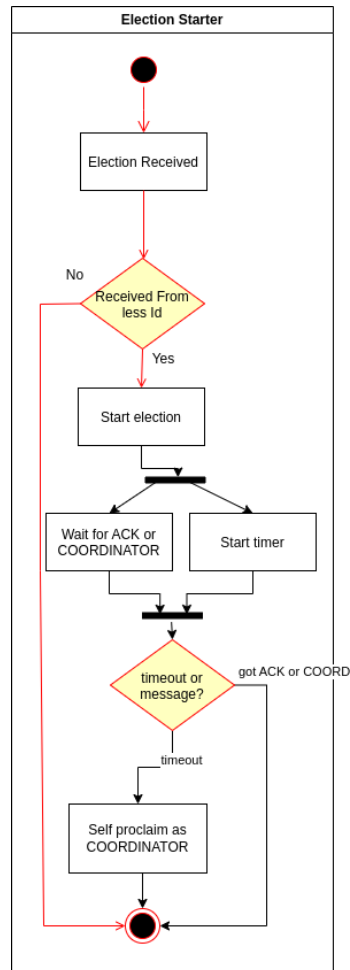 Election Starter
Election Received
No
Received From
less Id
Yes
Start election
Wait for ACK or
COORDINATOR
Start timer
timeout or
message?
got ACK or COORD
timeout
Self proclaim as
COORDINATOR